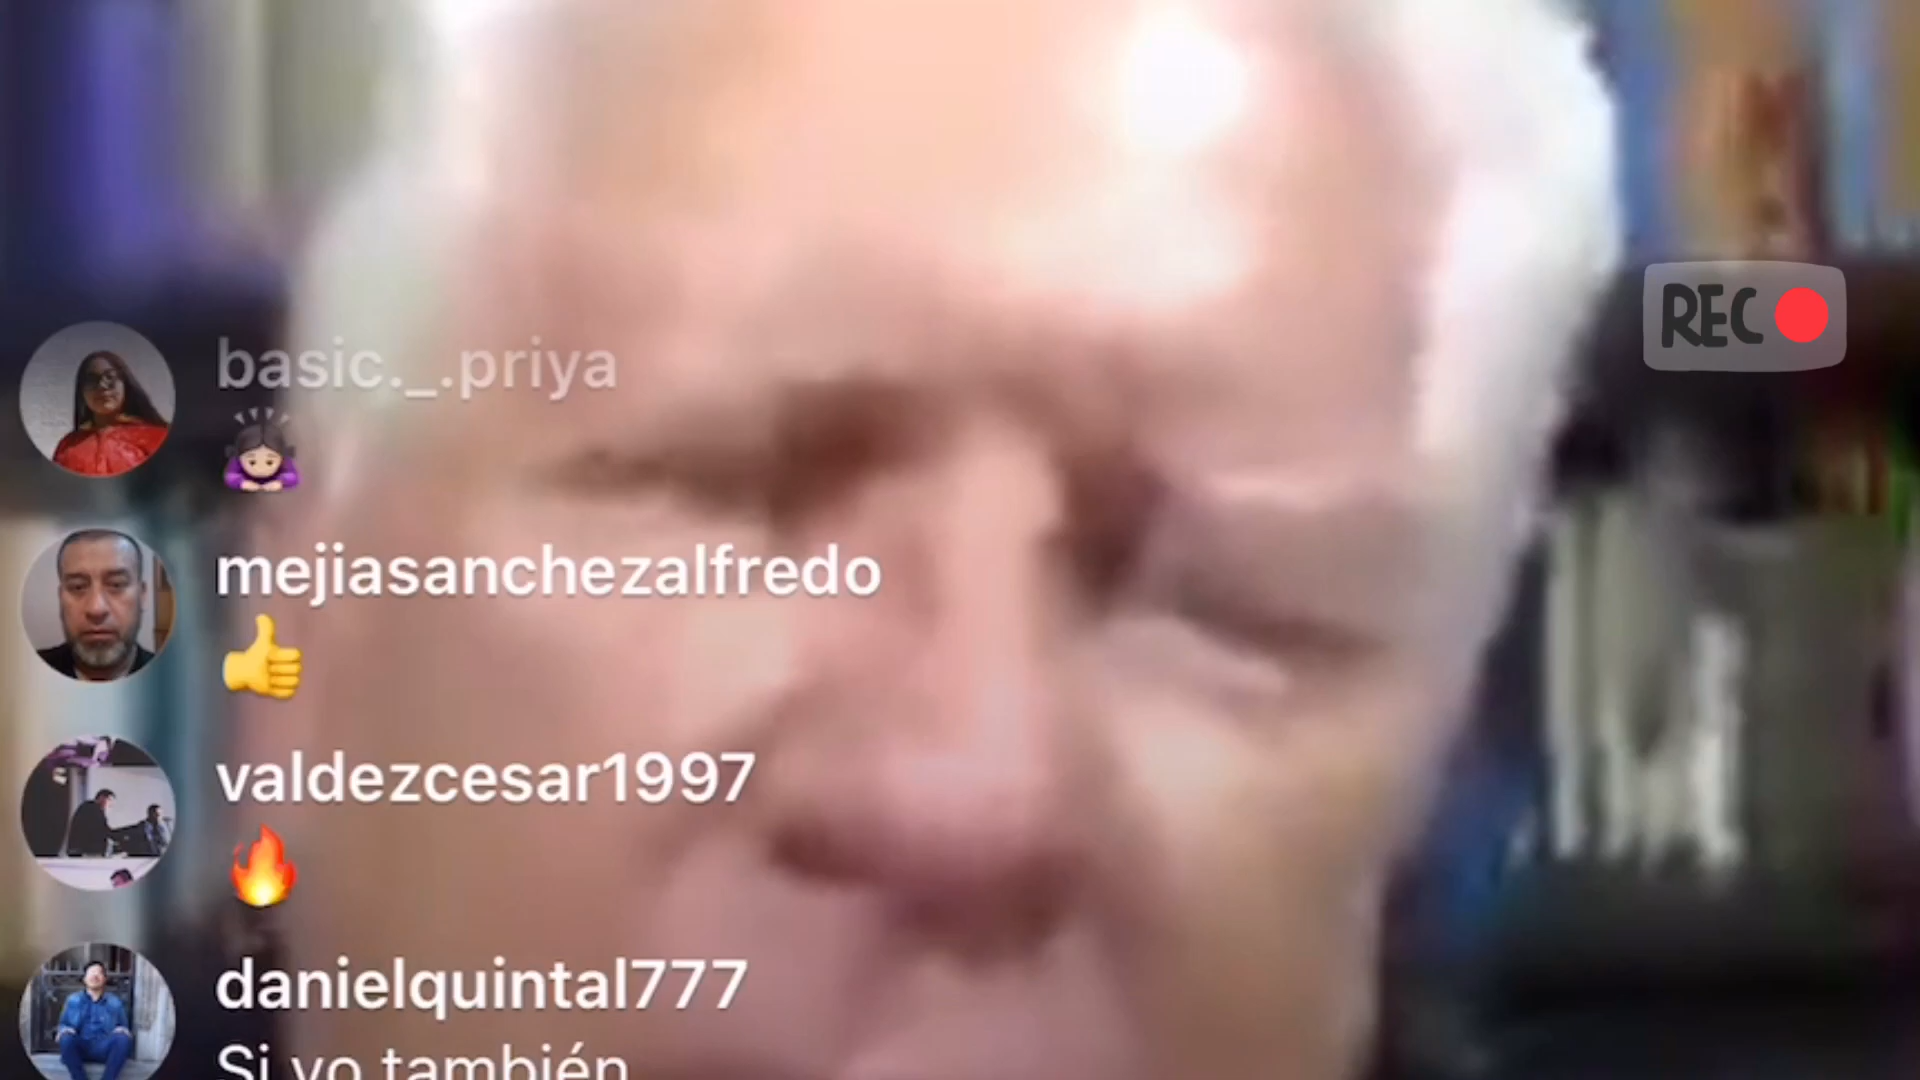 basic._.priya
REC
mejiasanchezalfredo
valdezcesar1997
danielquintal777
Si yo también